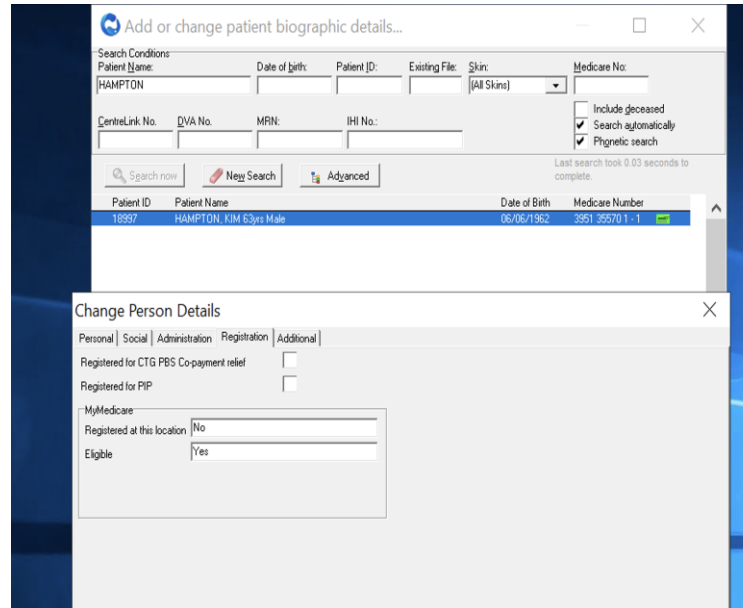 Add or change patient biographic details...
Search Conditions
Patient Name: Date of birth: Patient ID: Existing File: Skin: Medicare No:
HAMPTON (All Skins)
Include deceased
CentreLink No. DVA No. MRN: IHI No.: Search automatically
Phonetic search
Search now New Search Advanced Last search took 0.03 seconds to
complete.
Patient ID Patient Name Date of Birth Medicare Number
18997 HAMPTON, KIM 63yrs Male 06/06/1962 3951 35570 1 - 1
Change Person Details
Personal Social Administration Registration Additional
Registered for CTG PBS Co-payment relief
Registered for PIP
MyMedicare
Registered at this location No
Eligible Yes